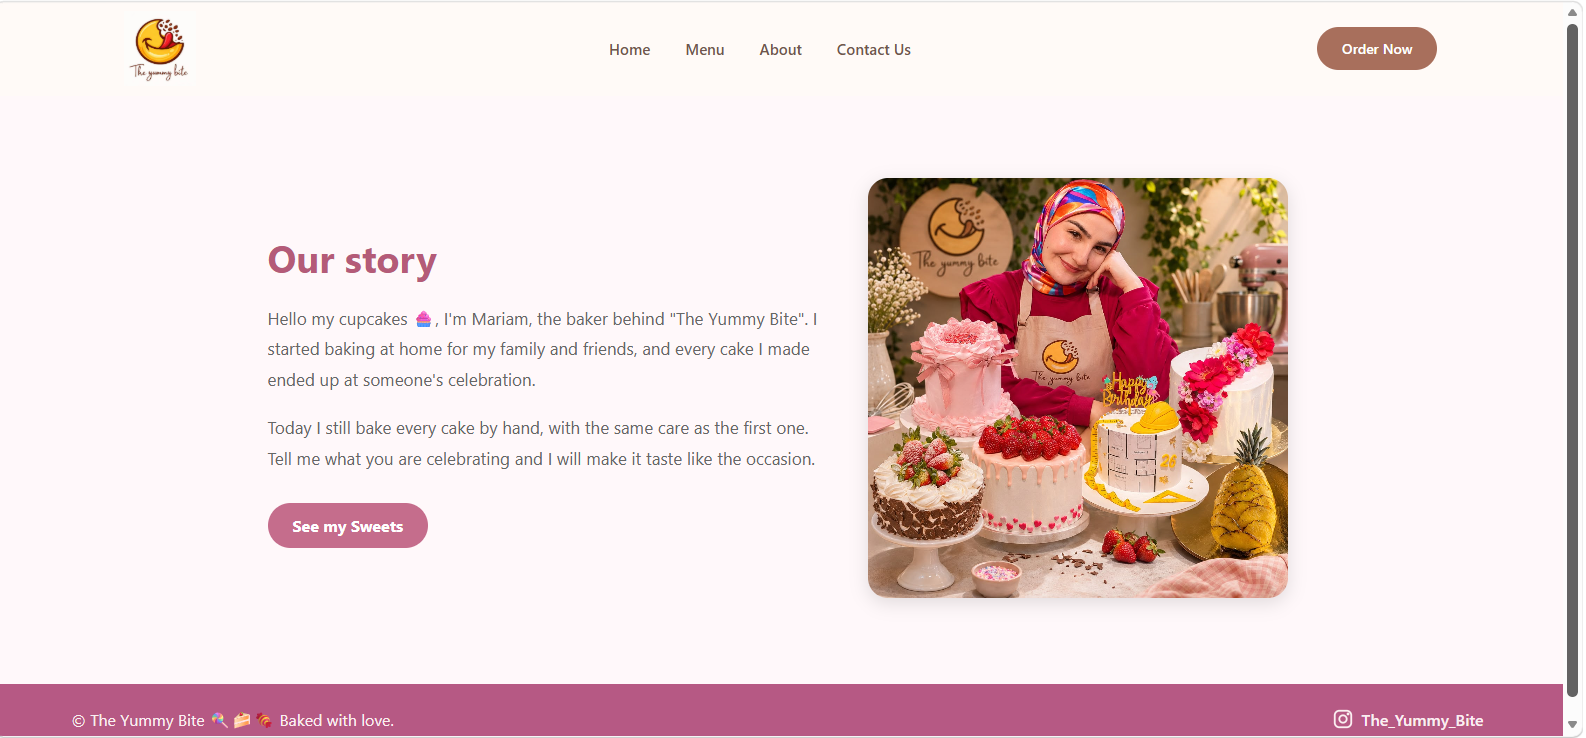 The yummy bite
Home
Menu
About
Contact Us
Order Now
Our story
Hello my cupcakes 🧁, I'm Mariam, the baker behind "The Yummy Bite". I
started baking at home for my family and friends, and every cake I made
ended up at someone's celebration.
Today I still bake every cake by hand, with the same care as the first one.
Tell me what you are celebrating and I will make it taste like the occasion.
See my Sweets
The yummy bite
The yummy bite
Happy
Birthday
26
© The Yummy Bite 🍭🍰🍫 Baked with love.
The_Yummy_Bite